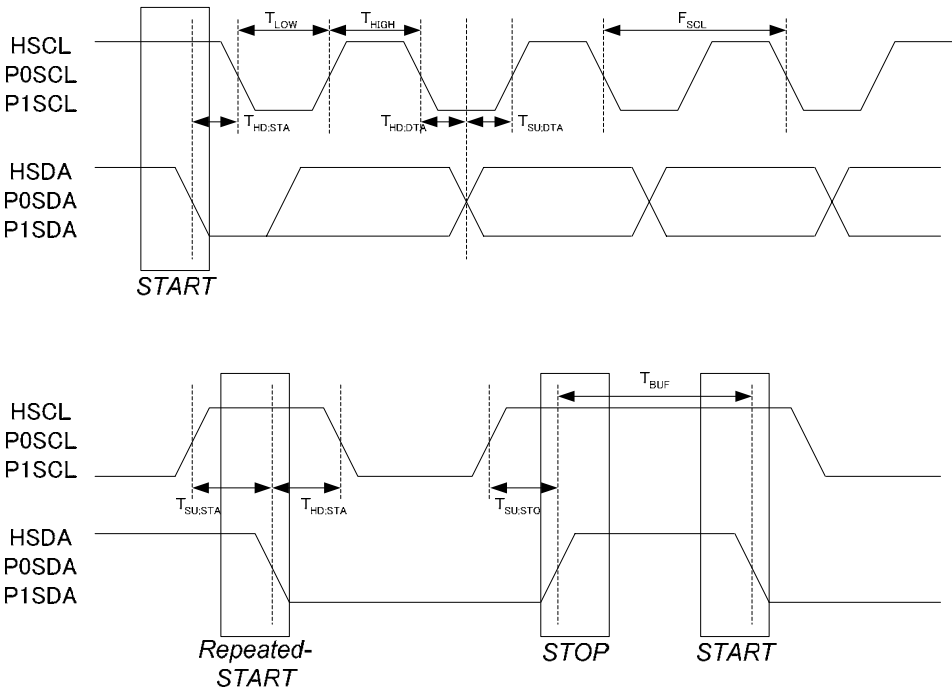 T_LOW T_HIGH F_SCL
HSCL
P0SCL
P1SCL
T_HD;STA T_HD;DTA T_SU;DTA
HSDA
P0SDA
P1SDA
START
T_BUF
HSCL
P0SCL
P1SCL
T_SU;STA T_HD;STA T_SU;STO
HSDA
P0SDA
P1SDA
Repeated-
START
STOP
START